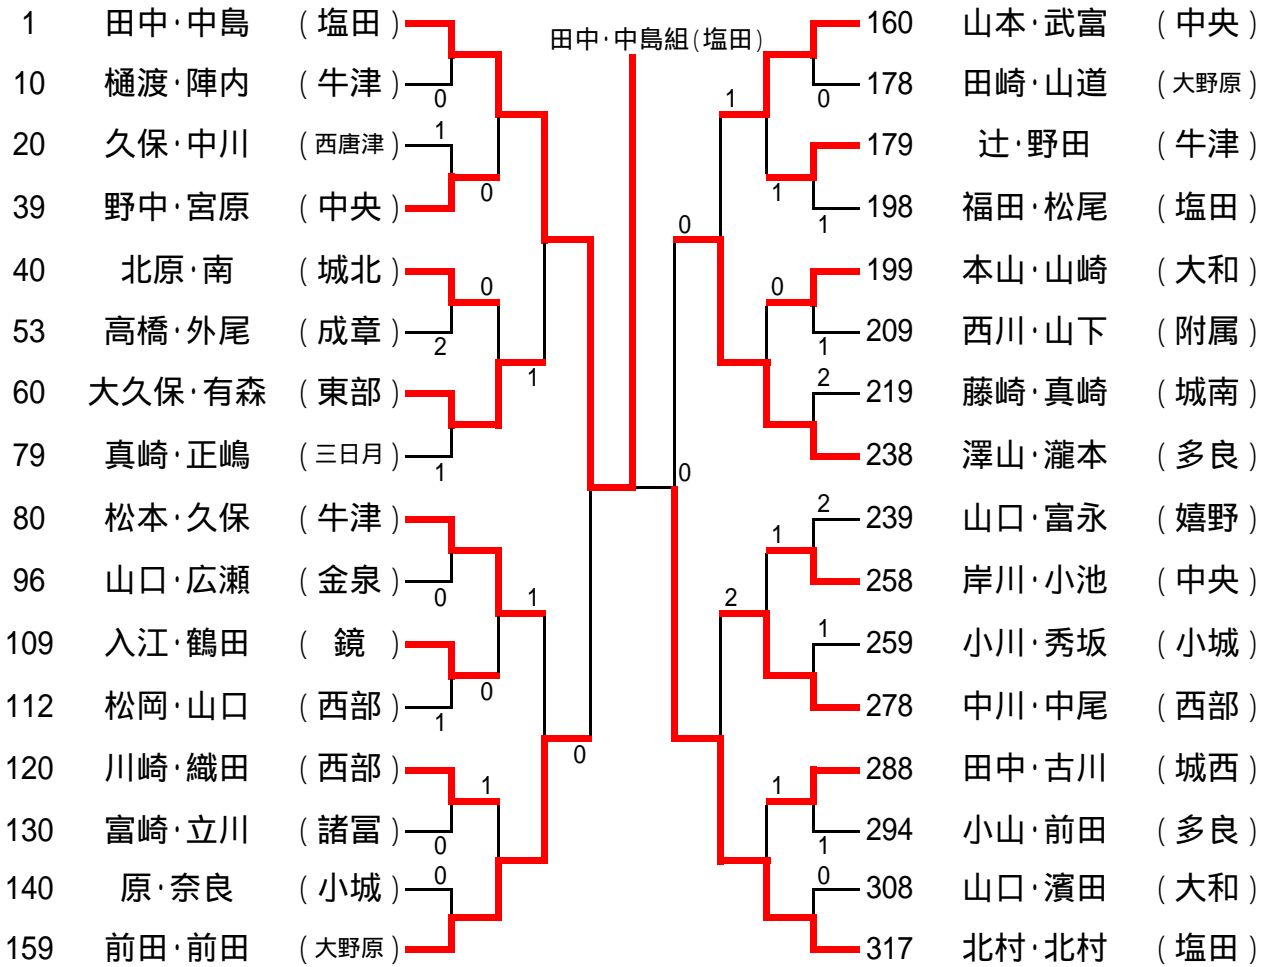 田中・中島組(塩田)
1 田中・中島 (塩田)
10 樋渡・陣内 (牛津)
0
1
20 久保・中川 (西唐津)
0
39 野中・宮原 (中央)
40 北原・南 (城北)
0
53 高橋・外尾 (成章)
2
1
60 大久保・有森 (東部)
79 真崎・正嶋 (三日月)
1
80 松本・久保 (牛津)
96 山口・広瀬 (金泉)
0
1
109 入江・鶴田 (鏡)
0
112 松岡・山口 (西部)
1
0
120 川崎・織田 (西部)
1
130 富崎・立川 (諸冨)
0
0
140 原・奈良 (小城)
159 前田・前田 (大野原)
160 山本・武富 (中央)
1
178 田崎・山道 (大野原)
0
179 辻・野田 (牛津)
1
198 福田・松尾 (塩田)
1
0
199 本山・山崎 (大和)
0
209 西川・山下 (附属)
1
2
219 藤崎・真崎 (城南)
238 澤山・瀧本 (多良)
0
2
239 山口・富永 (嬉野)
1
258 岸川・小池 (中央)
2
1
259 小川・秀坂 (小城)
278 中川・中尾 (西部)
288 田中・古川 (城西)
1
294 小山・前田 (多良)
1
0
308 山口・濱田 (大和)
317 北村・北村 (塩田)